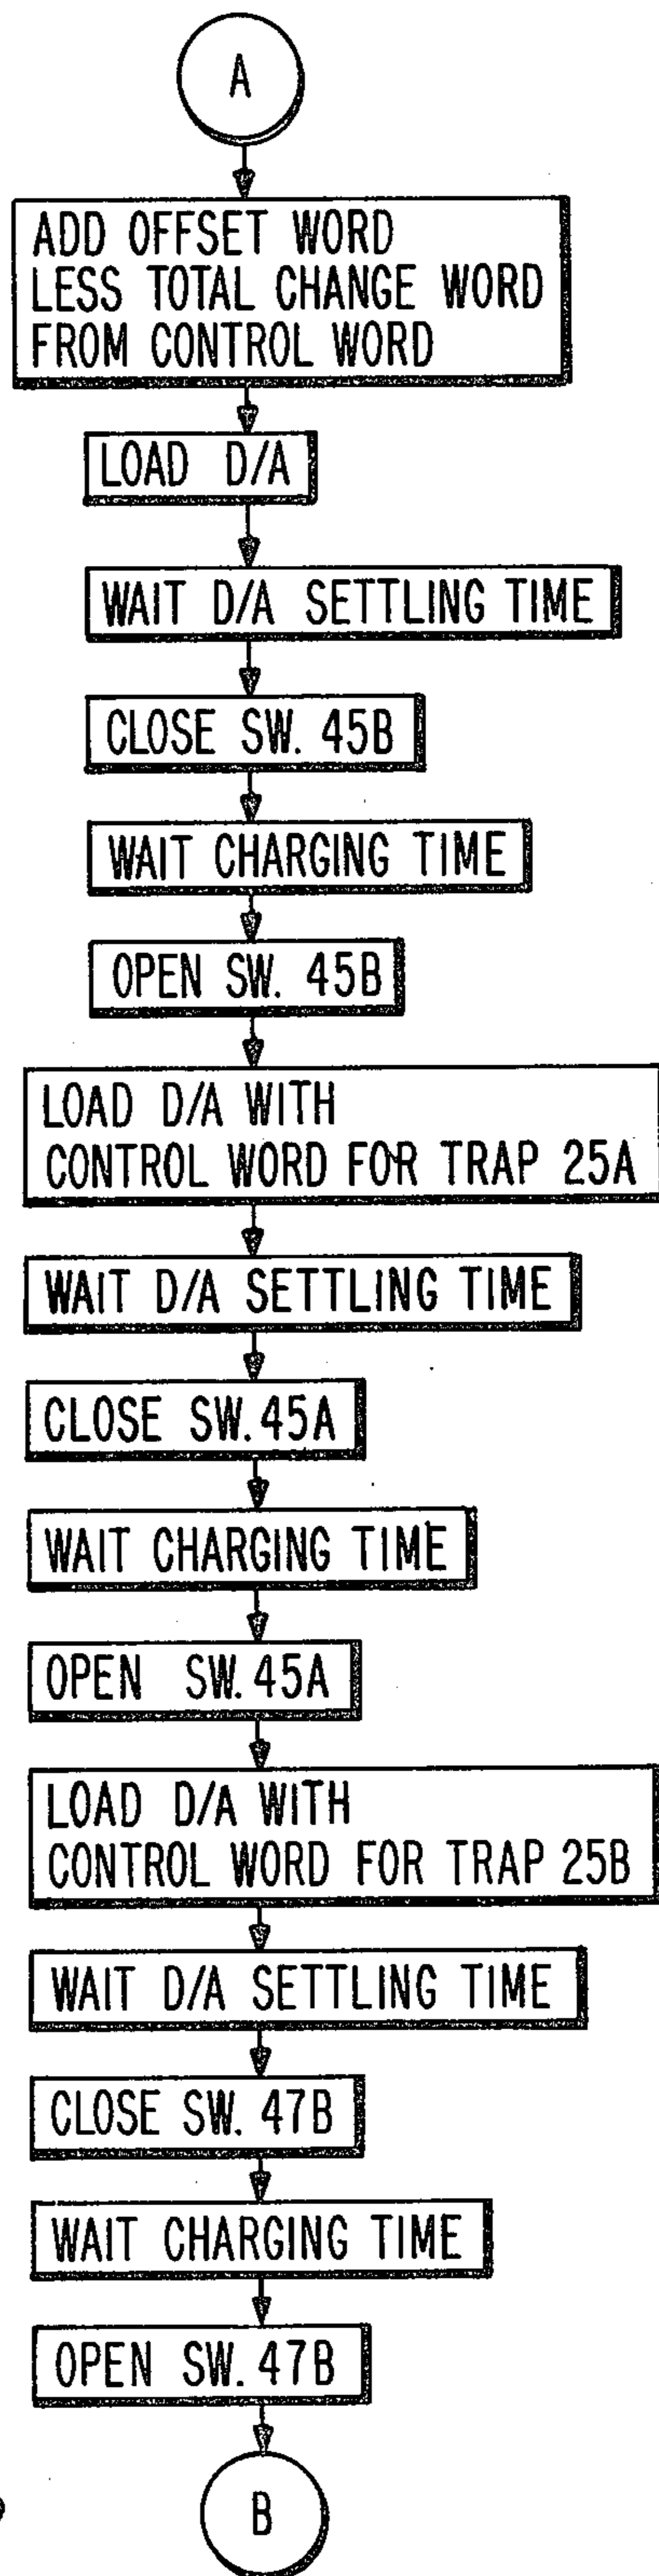 A
ADD OFFSET WORD
LESS TOTAL CHANGE WORD
FROM CONTROL WORD
LOAD D/A
WAIT D/A SETTLING TIME
CLOSE SW. 45B
WAIT CHARGING TIME
OPEN SW. 45B
LOAD D/A WITH
CONTROL WORD FOR TRAP 25A
WAIT D/A SETTLING TIME
CLOSE SW. 45A
WAIT CHARGING TIME
OPEN SW. 45A
LOAD D/A WITH
CONTROL WORD FOR TRAP 25B
WAIT D/A SETTLING TIME
CLOSE SW. 47B
WAIT CHARGING TIME
OPEN SW. 47B
B